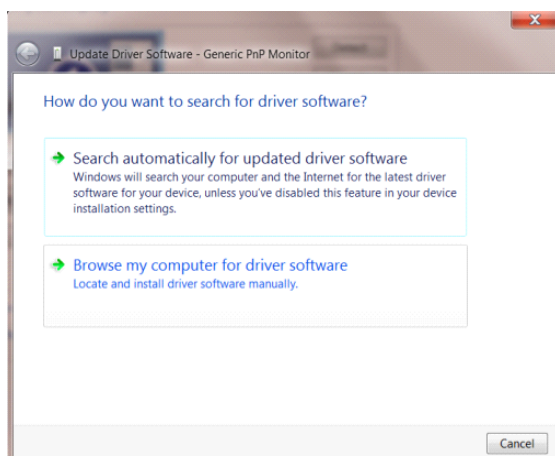 Update Driver Software - Generic PnP Monitor
How do you want to search for driver software?
Search automatically for updated driver software
Windows will search your computer and the Internet for the latest driver
software for your device, unless you've disabled this feature in your device
installation settings.
Browse my computer for driver software
Locate and install driver software manually.
Cancel